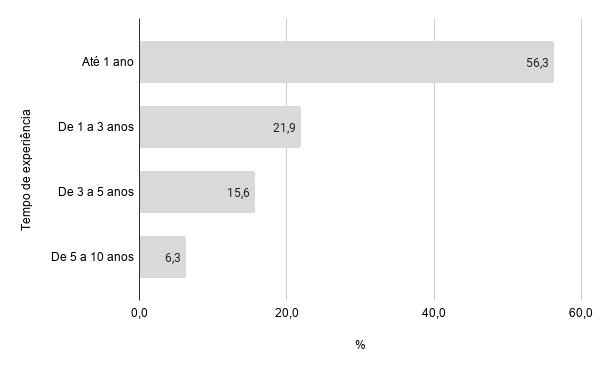 Tempo de experiência
Até 1 ano
56,3
De 1 a 3 anos
21,9
De 3 a 5 anos
15,6
De 5 a 10 anos
6,3
0,0
20,0
40,0
60,0
%